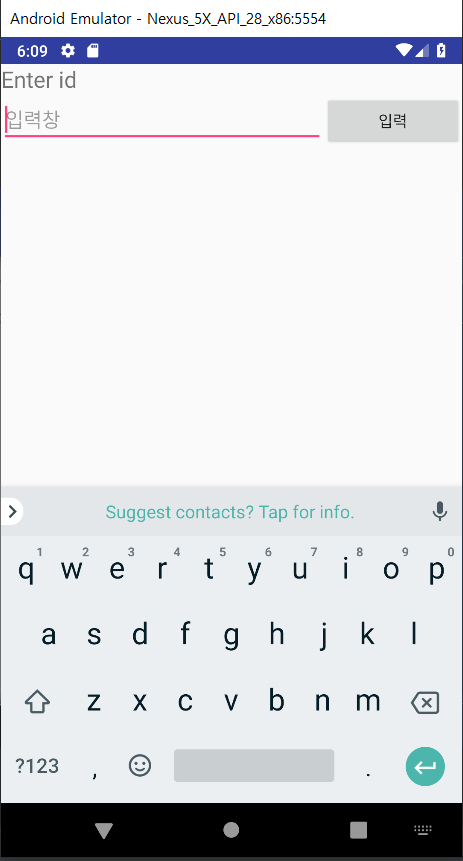 Android Emulator - Nexus_5X_API_28_x86:5554
6:09
Enter id
입력창 입력
Suggest contacts? Tap for info.
1 2 3 4 5 6 7 8 9 0
q w e r t y u i o p
a s d f g h j k l
z x c v b n m
?123 , .